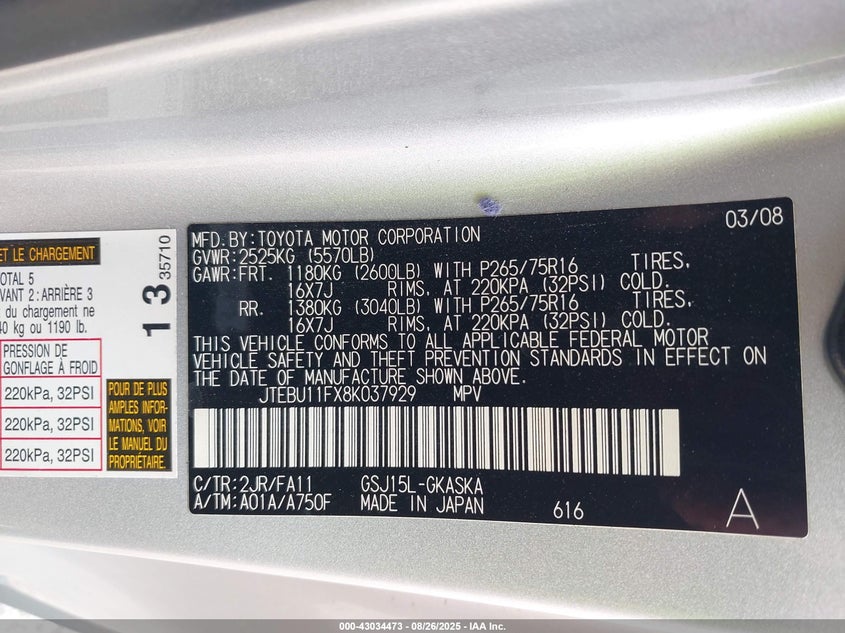 ET LE CHARGEMENT
OTAL 5
VANT 2 : ARRIÈRE 3
du chargement ne
40 kg ou 1190 lb.
PRESSION DE
GONFLAGE À FROID
220kPa, 32PSI
220kPa, 32PSI
220kPa, 32PSI
1 3 35710
POUR DE PLUS
AMPLES INFOR-
MATIONS, VOIR
LE MANUEL DU
PROPRIÉTAIRE.
03/08
MFD.BY:TOYOTA MOTOR CORPORATION
GVWR:2525KG (5570LB)
GAWR:FRT. 1180KG (2600LB) WITH P265/75R16 TIRES,
16X7J RIMS, AT 220KPA (32PSI) COLD.
RR. 1380KG (3040LB) WITH P265/75R16 TIRES,
16X7J RIMS, AT 220KPA (32PSI) COLD.
THIS VEHICLE CONFORMS TO ALL APPLICABLE FEDERAL MOTOR
VEHICLE SAFETY AND THEFT PREVENTION STANDARDS IN EFFECT ON
THE DATE OF MANUFACTURE SHOWN ABOVE.
JTEBU11FX8K037929 MPV
C/TR:2JR/FA11 GSJ15L-GKASKA
A/TM:A01A/A750F MADE IN JAPAN 616 A
000-43034473 - 08/26/2025 - IAA Inc.